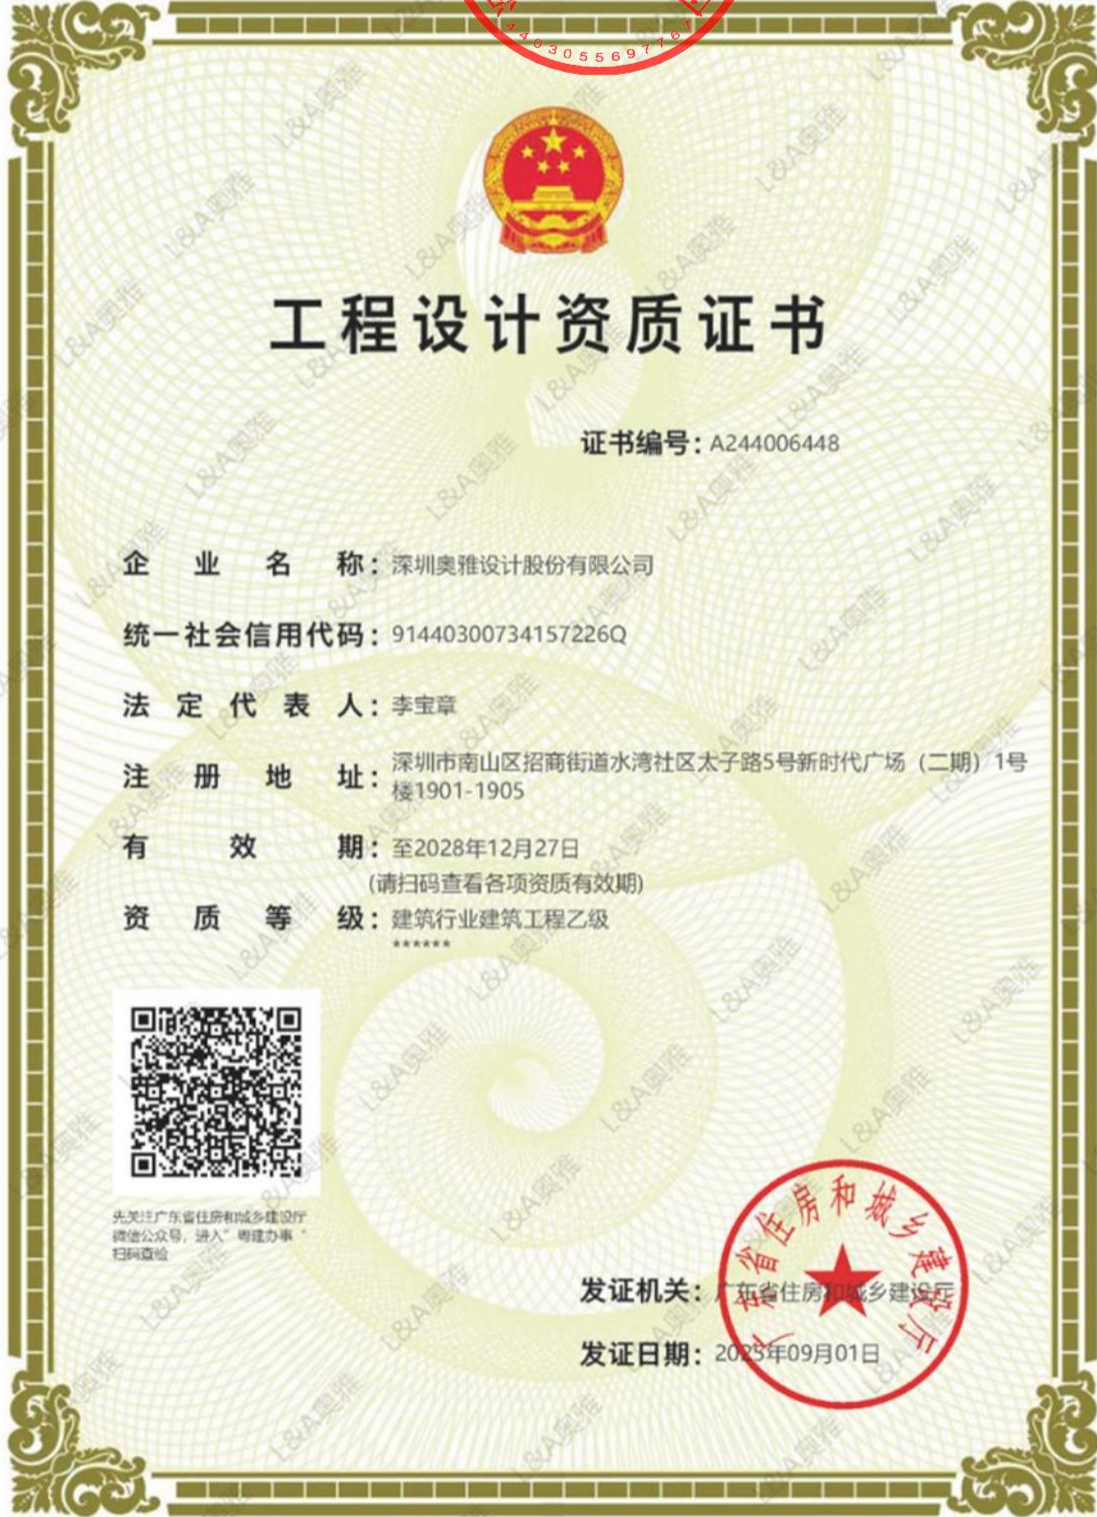 4403055697767
工程设计资质证书
证书编号：A244006448
企业名称：深圳奥雅设计股份有限公司
统一社会信用代码：91440300734157226Q
法定代表人：李宝章
注册地址：深圳市南山区招商街道水湾社区太子路5号新时代广场（二期）1号
楼1901-1905
有效期：至2028年12月27日
(请扫码查看各项资质有效期)
资质等级：建筑行业建筑工程乙级
******
先关注广东省住房和城乡建设厅
微信公众号，进入“粤建办事”
扫码查验
广东省住房和城乡建设厅
发证机关：广东省住房和城乡建设厅
发证日期：2025年09月01日
L&A奥雅